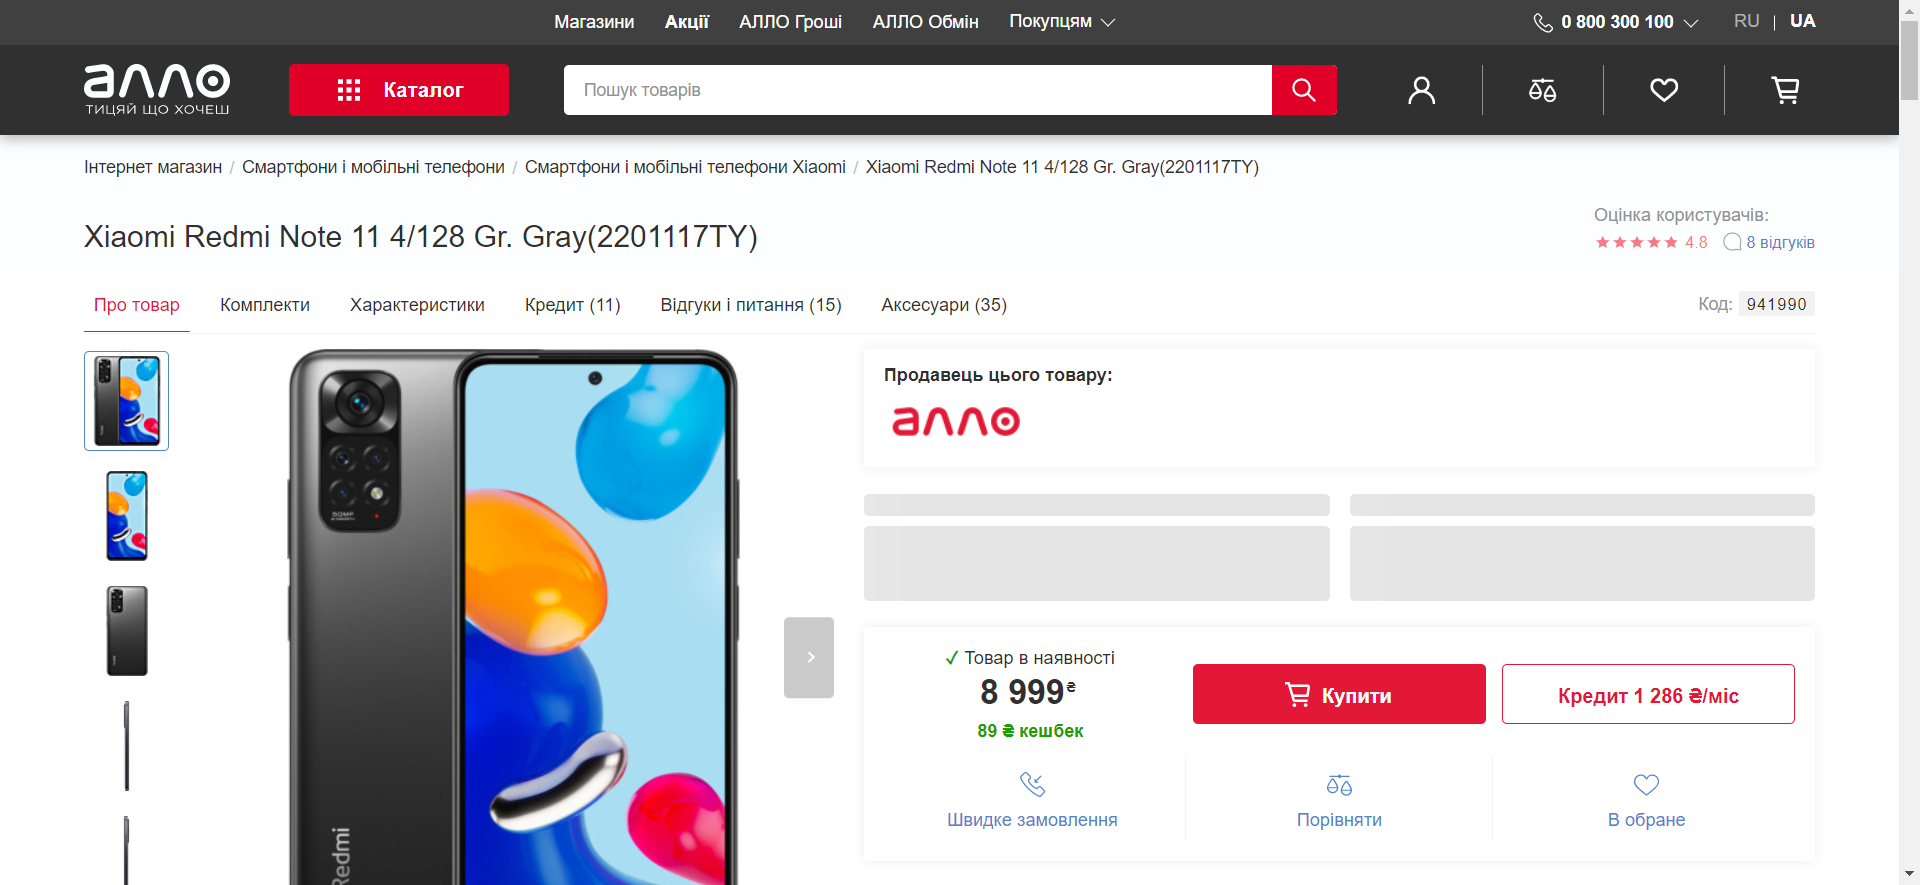 Магазини Акції АЛЛО Гроші АЛЛО Обмін Покупцям 0 800 300 100 RU | UA
алло
ТИЦЯЙ ЩО ХОЧЕШ
Каталог
Пошук товарів
Інтернет магазин / Смартфони і мобільні телефони / Смартфони і мобільні телефони Xiaomi / Xiaomi Redmi Note 11 4/128 Gr. Gray(2201117TY)
Xiaomi Redmi Note 11 4/128 Gr. Gray(2201117TY)
Оцінка користувачів:
4.8 8 відгуків
Про товар Комплекти Характеристики Кредит (11) Відгуки і питання (15) Аксесуари (35)
Код: 941990
Продавець цього товару:
алло
50MP
Redmi
✓ Товар в наявності
8 999₴
89 ₴ кешбек
Купити
Кредит 1 286 ₴/міс
Швидке замовлення
Порівняти
В обране